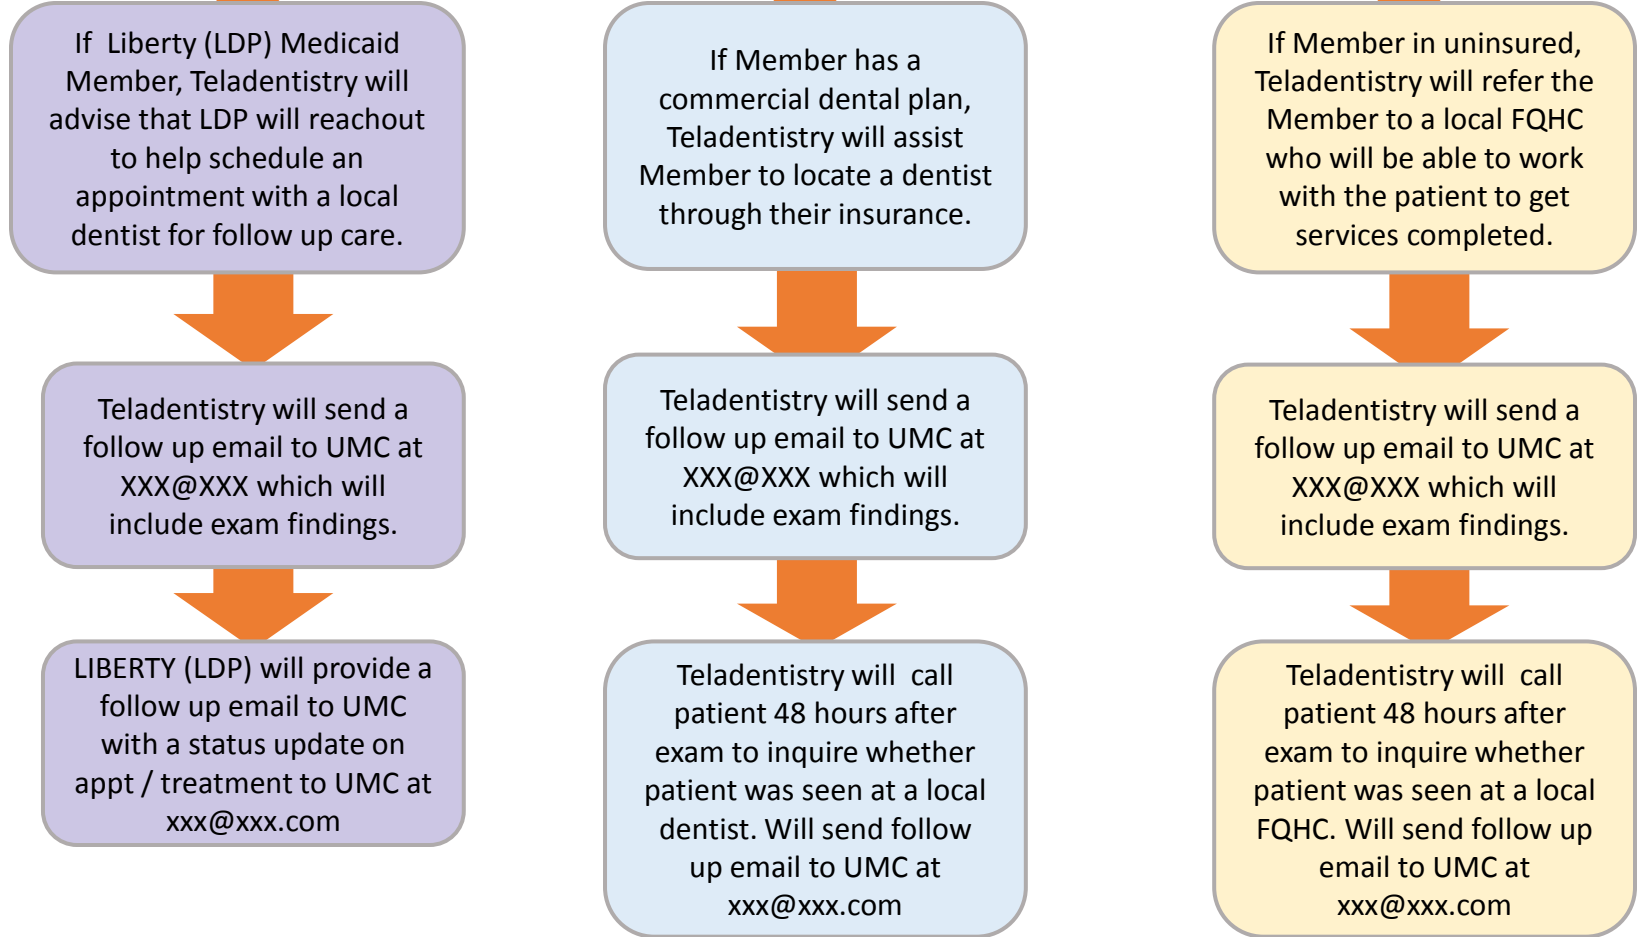 If Liberty (LDP) Medicaid
Member, Teladentistry will
advise that LDP will reachout
to help schedule an
appointment with a local
dentist for follow up care.
Teladentistry will send a
follow up email to UMC at
XXX@XXX which will
include exam findings.
LIBERTY (LDP) will provide a
follow up email to UMC
with a status update on
appt / treatment to UMC at
xxx@xxx.com
If Member has a
commercial dental plan,
Teladentistry will assist
Member to locate a dentist
through their insurance.
Teladentistry will send a
follow up email to UMC at
XXX@XXX which will
include exam findings.
Teladentistry will call
patient 48 hours after
exam to inquire whether
patient was seen at a local
dentist. Will send follow
up email to UMC at
xxx@xxx.com
If Member in uninsured,
Teladentistry will refer the
Member to a local FQHC
who will be able to work
with the patient to get
services completed.
Teladentistry will send a
follow up email to UMC at
XXX@XXX which will
include exam findings.
Teladentistry will call
patient 48 hours after
exam to inquire whether
patient was seen at a local
FQHC. Will send follow up
email to UMC at
xxx@xxx.com